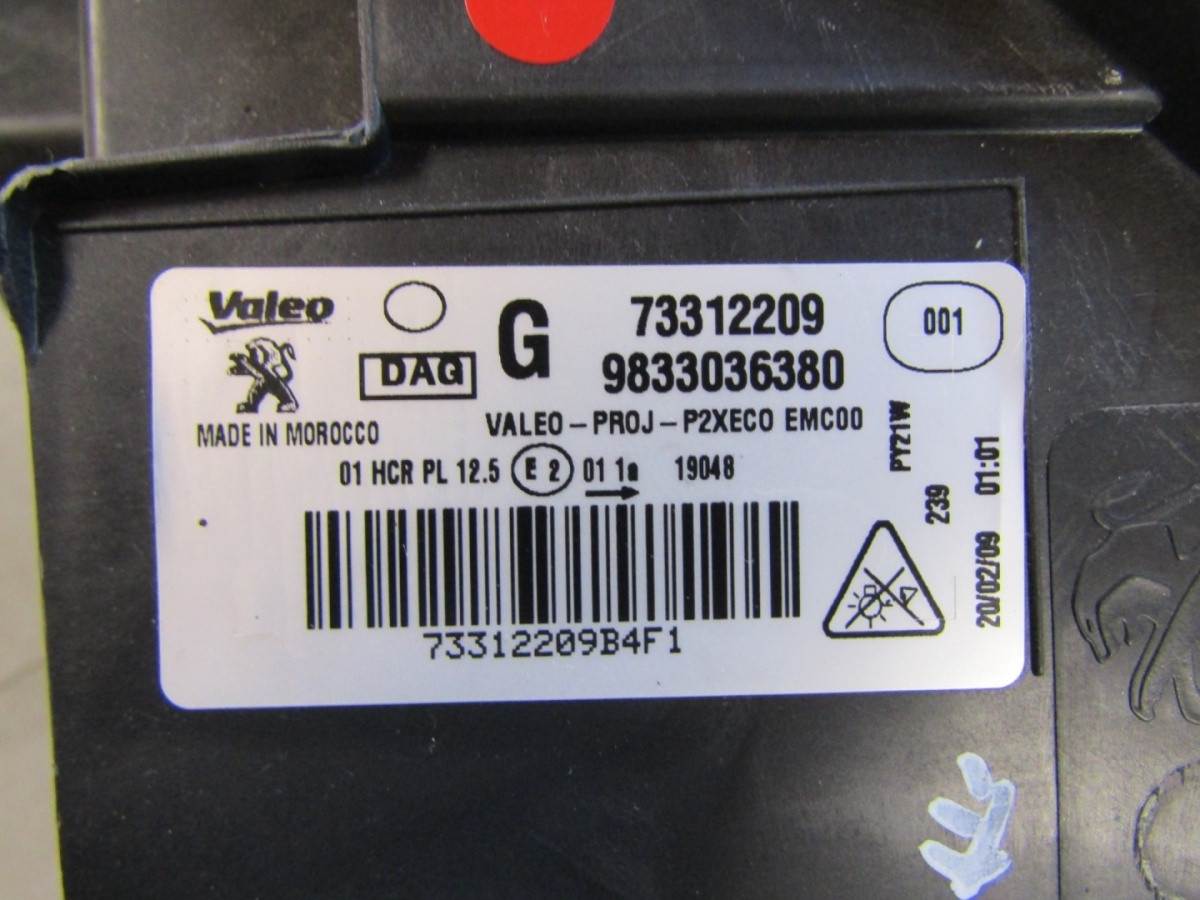 Valeo
DAG
G
73312209
9833036380
001
MADE IN MOROCCO
VALEO-PROJ-P2XECO EMC00
01 HCR PL 12.5 E 2 01 1a 19048
PY21W
239
20/02/09 01:01
73312209B4F1